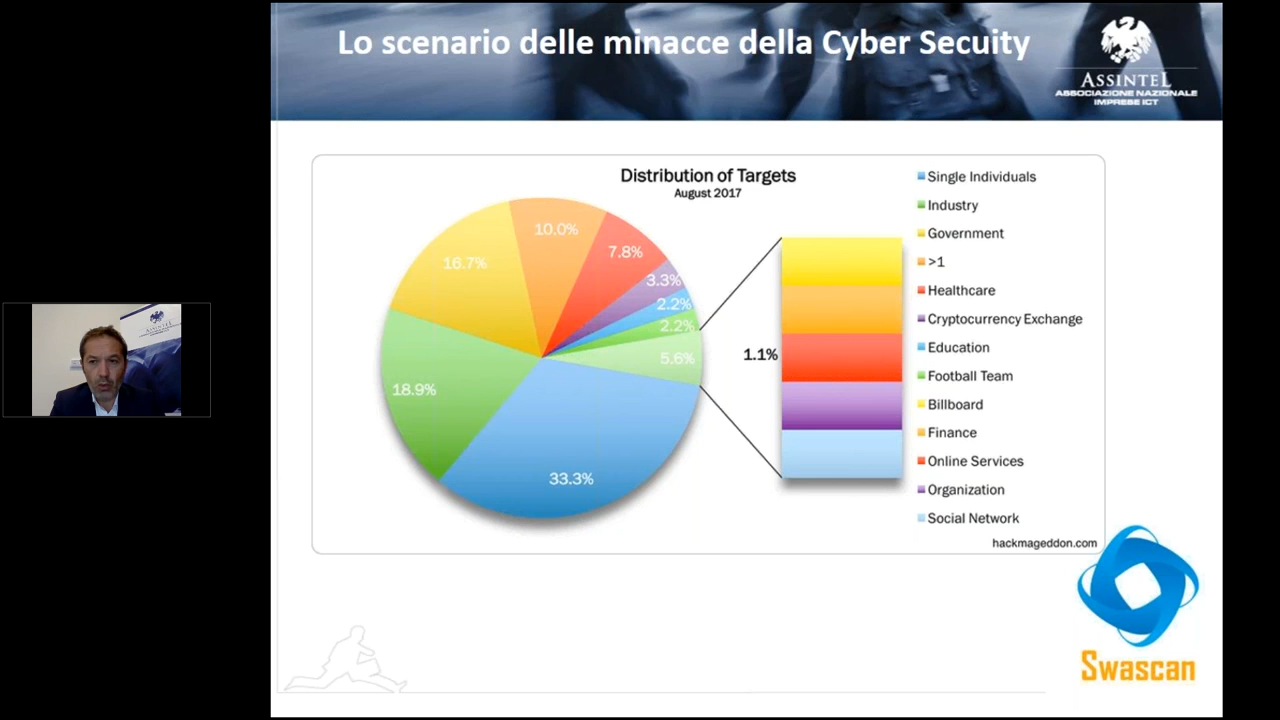 Lo scenario delle minacce della Cyber Secuity
ASSINTEL
ASSOCIAZIONE NAZIONALE
IMPRESE ICT
Distribution of Targets
August 2017
33.3%
18.9%
16.7%
10.0%
7.8%
3.3%
2.2%
2.2%
5.6%
1.1%
Single Individuals
Industry
Government
>1
Healthcare
Cryptocurrency Exchange
Education
Football Team
Billboard
Finance
Online Services
Organization
Social Network
hackmageddon.com
Swascan